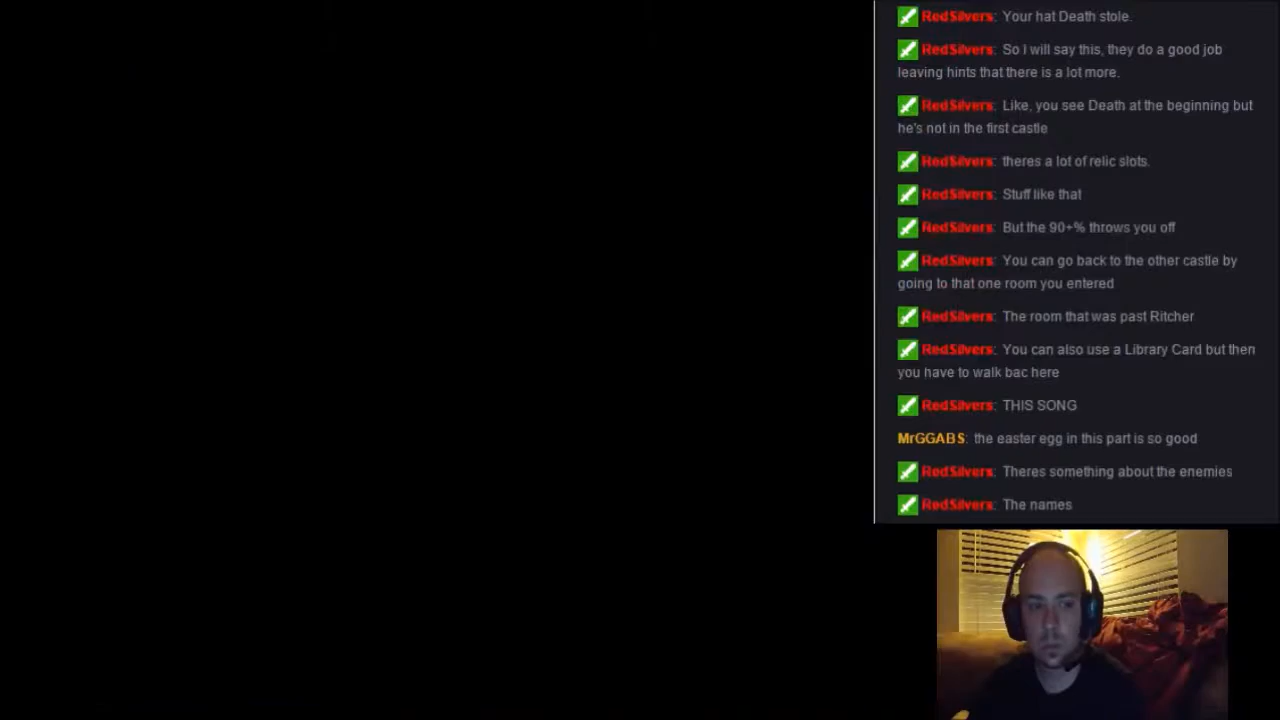 RedSilvers: Your hat Death stole.
RedSilvers: So I will say this, they do a good job
leaving hints that there is a lot more.
RedSilvers: Like, you see Death at the beginning but
he's not in the first castle
RedSilvers: theres a lot of relic slots.
RedSilvers: Stuff like that
RedSilvers: But the 90+% throws you off
RedSilvers: You can go back to the other castle by
going to that one room you entered
RedSilvers: The room that was past Ritcher
RedSilvers: You can also use a Library Card but then
you have to walk bac here
RedSilvers: THIS SONG
MrGGABS: the easter egg in this part is so good
RedSilvers: Theres something about the enemies
RedSilvers: The names